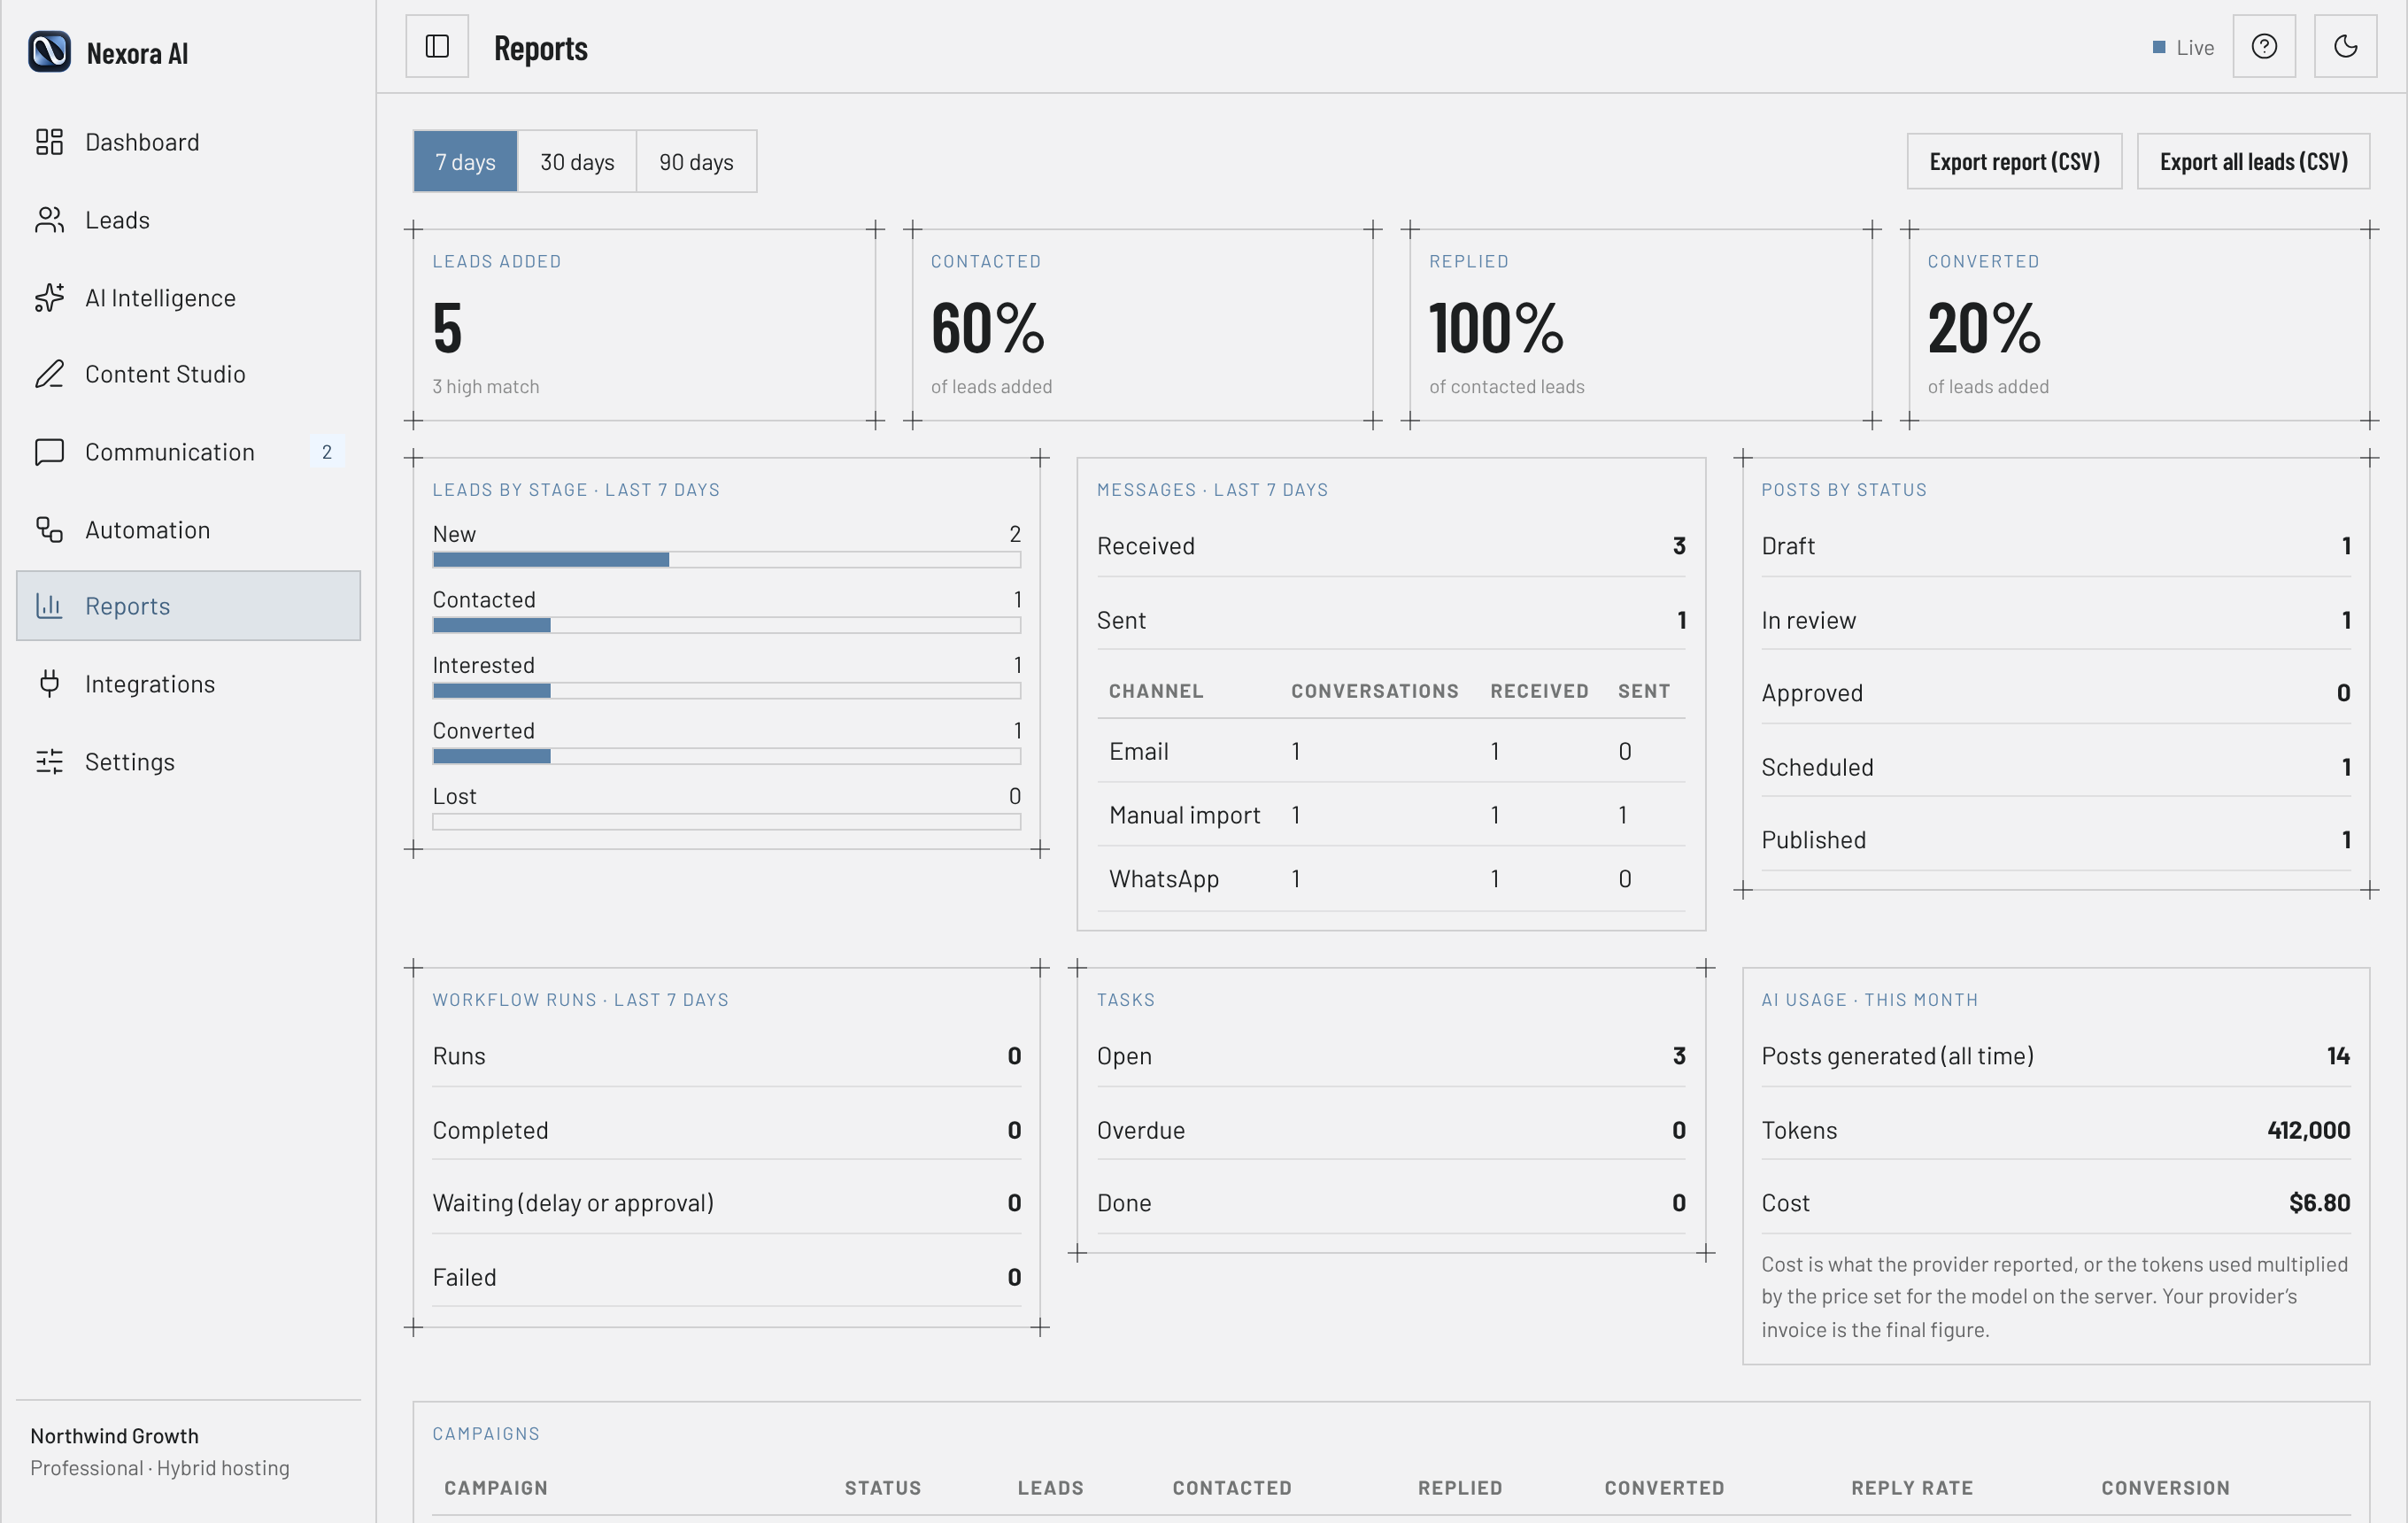 Nexora AI
Dashboard
Leads
AI Intelligence
Content Studio
Communication 2
Automation
Reports
Integrations
Settings
Northwind Growth
Professional · Hybrid hosting
Reports
Live
7 days 30 days 90 days
Export report (CSV) Export all leads (CSV)
LEADS ADDED
5
3 high match
CONTACTED
60%
of leads added
REPLIED
100%
of contacted leads
CONVERTED
20%
of leads added
LEADS BY STAGE · LAST 7 DAYS
New 2
Contacted 1
Interested 1
Converted 1
Lost 0
MESSAGES · LAST 7 DAYS
Received 3
Sent 1
CHANNEL CONVERSATIONS RECEIVED SENT
Email 1 1 0
Manual import 1 1 1
WhatsApp 1 1 0
POSTS BY STATUS
Draft 1
In review 1
Approved 0
Scheduled 1
Published 1
WORKFLOW RUNS · LAST 7 DAYS
Runs 0
Completed 0
Waiting (delay or approval) 0
Failed 0
TASKS
Open 3
Overdue 0
Done 0
AI USAGE · THIS MONTH
Posts generated (all time) 14
Tokens 412,000
Cost $6.80
Cost is what the provider reported, or the tokens used multiplied
by the price set for the model on the server. Your provider’s
invoice is the final figure.
CAMPAIGNS
CAMPAIGN STATUS LEADS CONTACTED REPLIED CONVERTED REPLY RATE CONVERSION